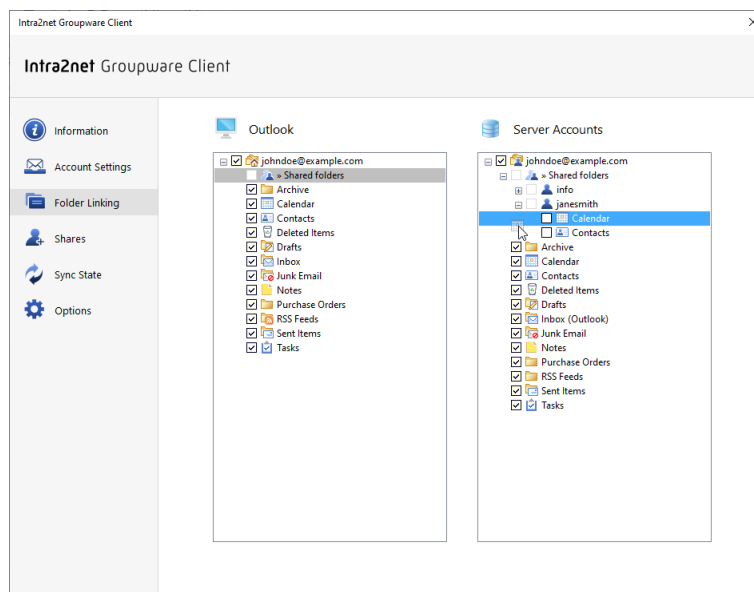 Intra2net Groupware Client
Intra2net Groupware Client
Information
Account Settings
Folder Linking
Shares
Sync State
Options
Outlook
johndoe@example.com
» Shared folders
Archive
Calendar
Contacts
Deleted Items
Drafts
Inbox
Junk Email
Notes
Purchase Orders
RSS Feeds
Sent Items
Tasks
Server Accounts
johndoe@example.com
» Shared folders
info
janesmith
Calendar
Contacts
Archive
Calendar
Contacts
Deleted Items
Drafts
Inbox (Outlook)
Junk Email
Notes
Purchase Orders
RSS Feeds
Sent Items
Tasks